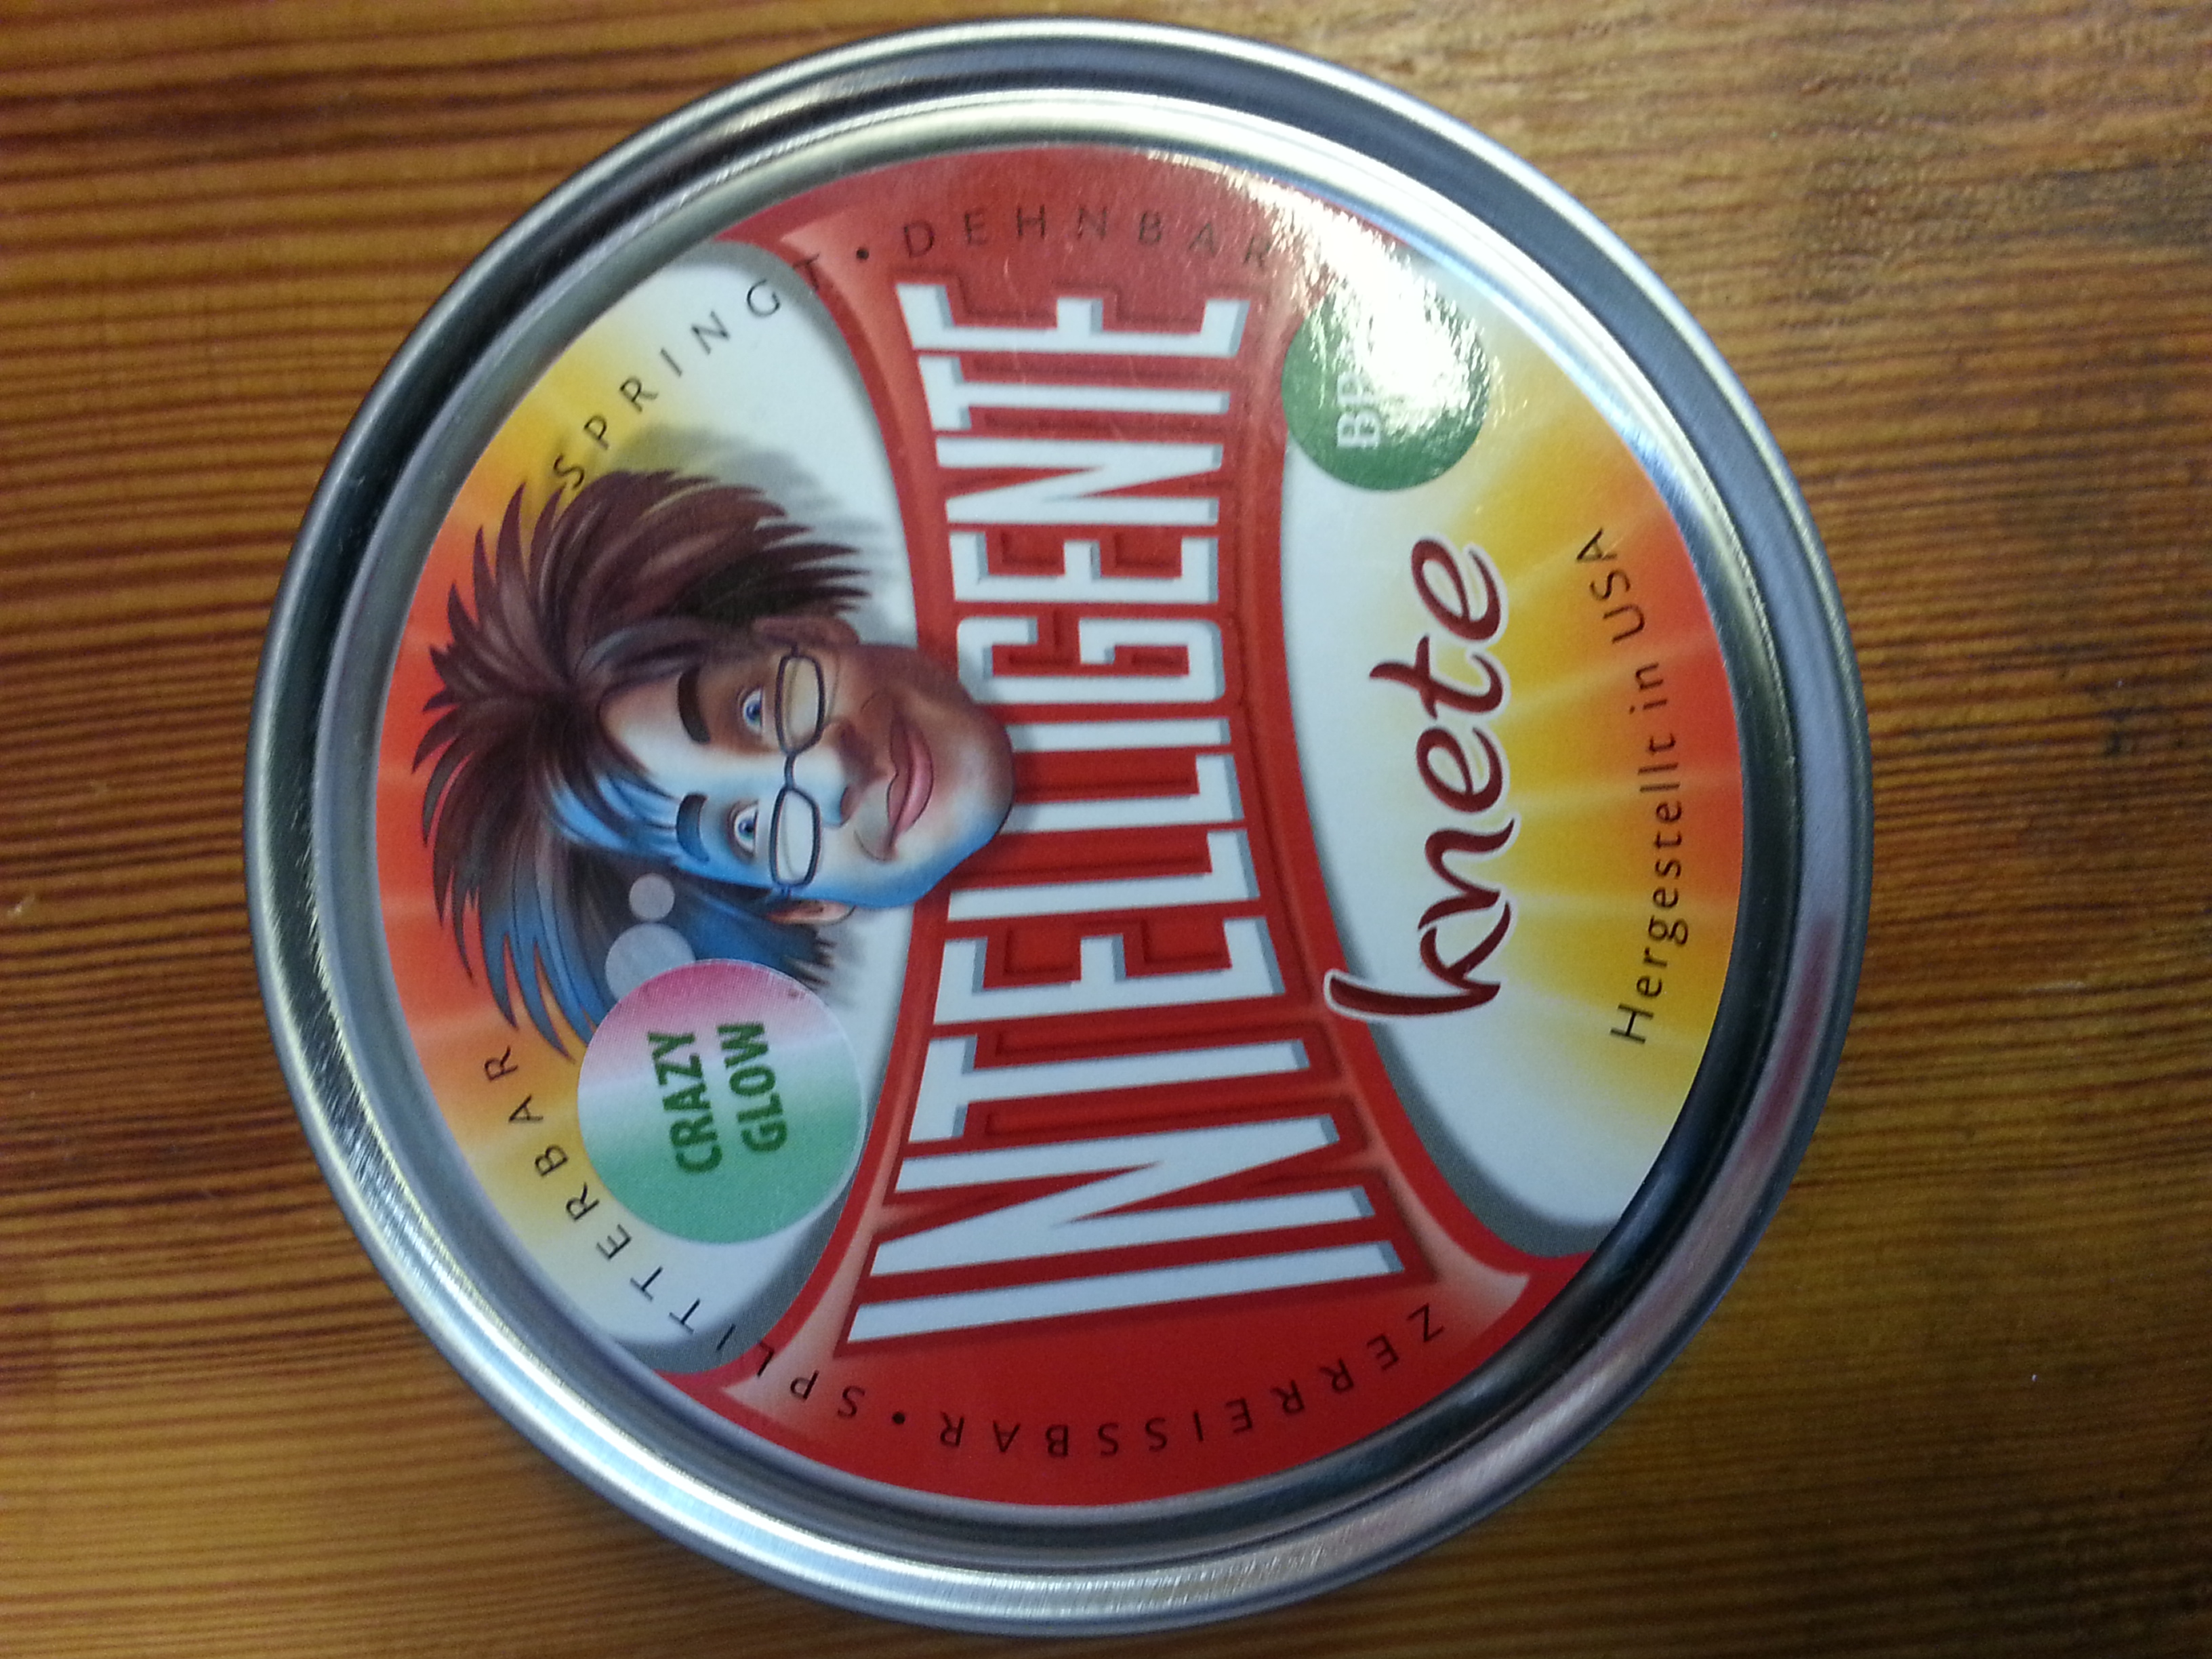 ZERREISSBAR • SPLITTERBAR
SPRINGT • DEHNBAR
CRAZY
GLOW
INTELLIGENTE
knete
Hergestellt in USA